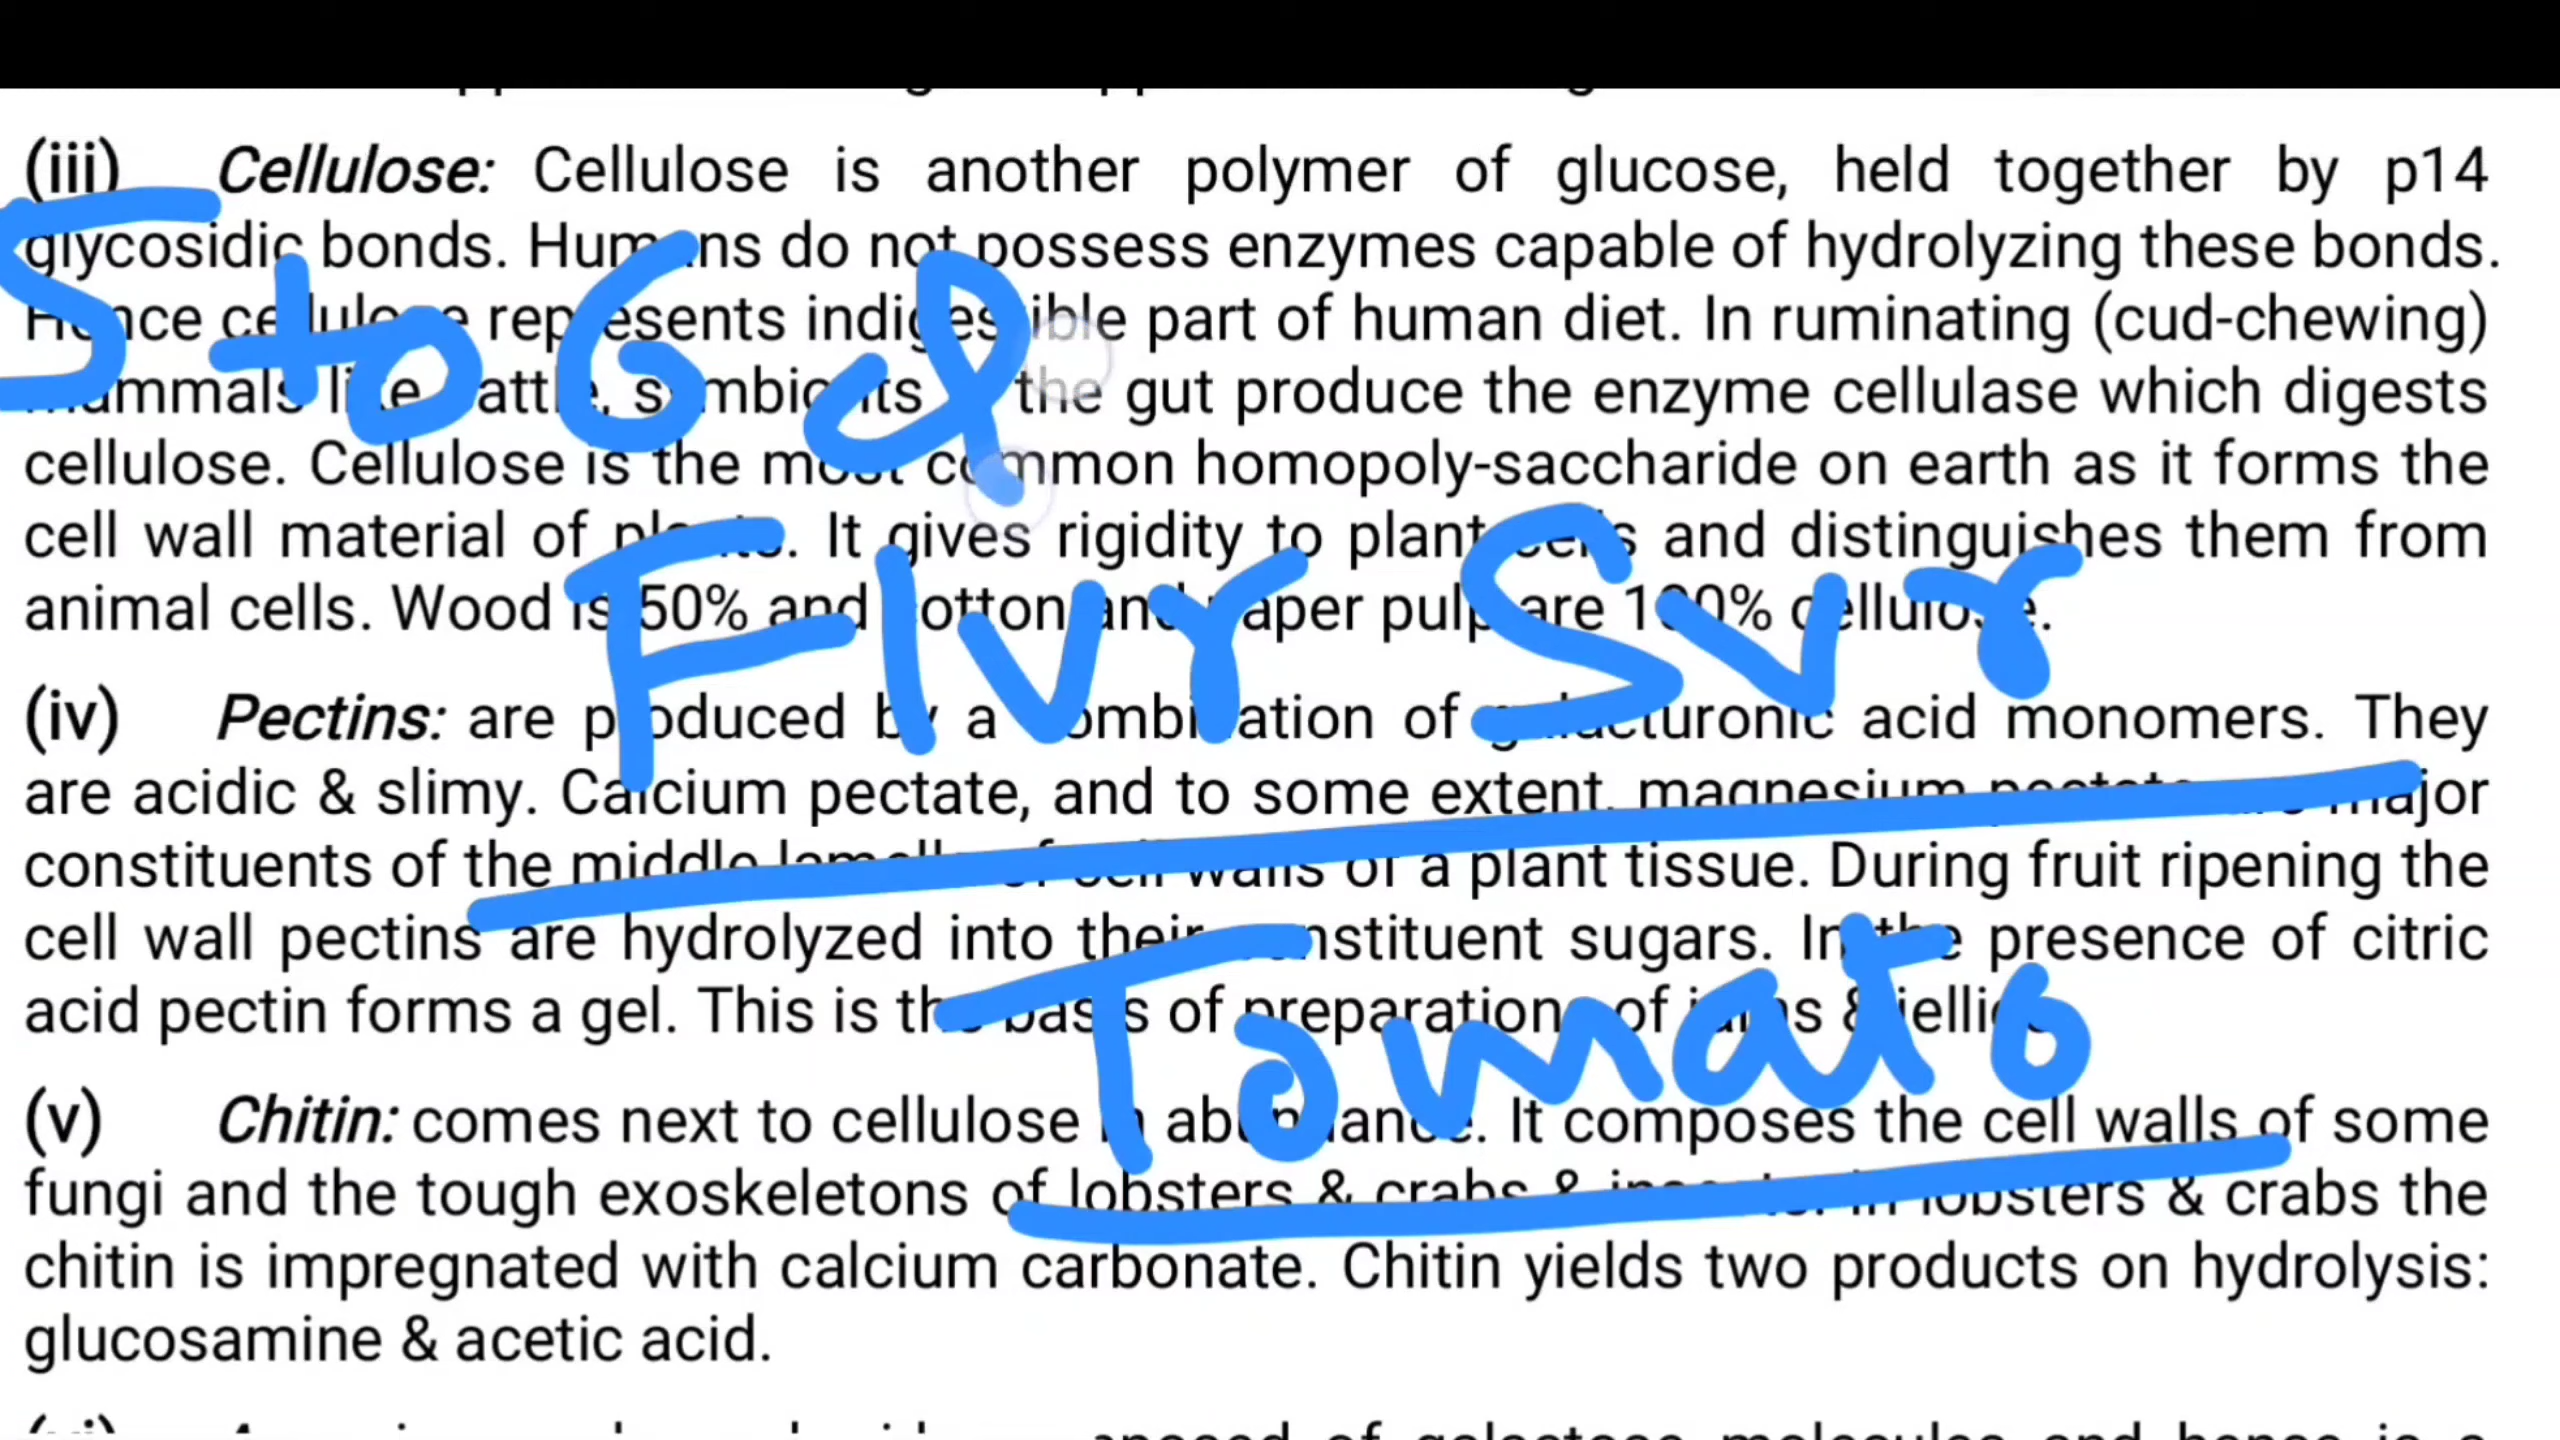 (iii) Cellulose: Cellulose is another polymer of glucose, held together by p14
glycosidic bonds. Humans do not possess enzymes capable of hydrolyzing these bonds.
Hence cellulose represents indigestible part of human diet. In ruminating (cud-chewing)
mammals like cattle, symbionts the gut produce the enzyme cellulase which digests
cellulose. Cellulose is the most common homopoly-saccharide on earth as it forms the
cell wall material of plants. It gives rigidity to plant cells and distinguishes them from
animal cells. Wood is 50% and cotton and paper pulp are 100% cellulose.
(iv) Pectins: are produced by a combination of galacturonic acid monomers. They
are acidic & slimy. Calcium pectate, and to some extent, magnesium pectate are major
constituents of the middle lamella of cell walls of a plant tissue. During fruit ripening the
cell wall pectins are hydrolyzed into their constituent sugars. In the presence of citric
acid pectin forms a gel. This is the basis of preparation of jams & jellies
(v) Chitin: comes next to cellulose in abundance. It composes the cell walls of some
fungi and the tough exoskeletons of lobsters & crabs & insects. In lobsters & crabs the
chitin is impregnated with calcium carbonate. Chitin yields two products on hydrolysis:
glucosamine & acetic acid.
5 to 6 d
Flvr Svr
Tomato